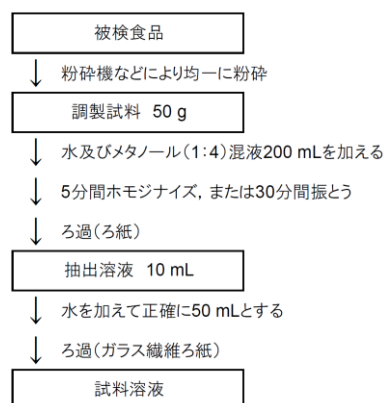 被検食品
粉砕機などにより均一に粉砕
調製試料 50 g
水及びメタノール(1:4)混液200 mLを加える
5分間ホモジナイズ, または30分間振とう
ろ過(ろ紙)
抽出溶液 10 mL
水を加えて正確に50 mLとする
ろ過(ガラス繊維ろ紙)
試料溶液